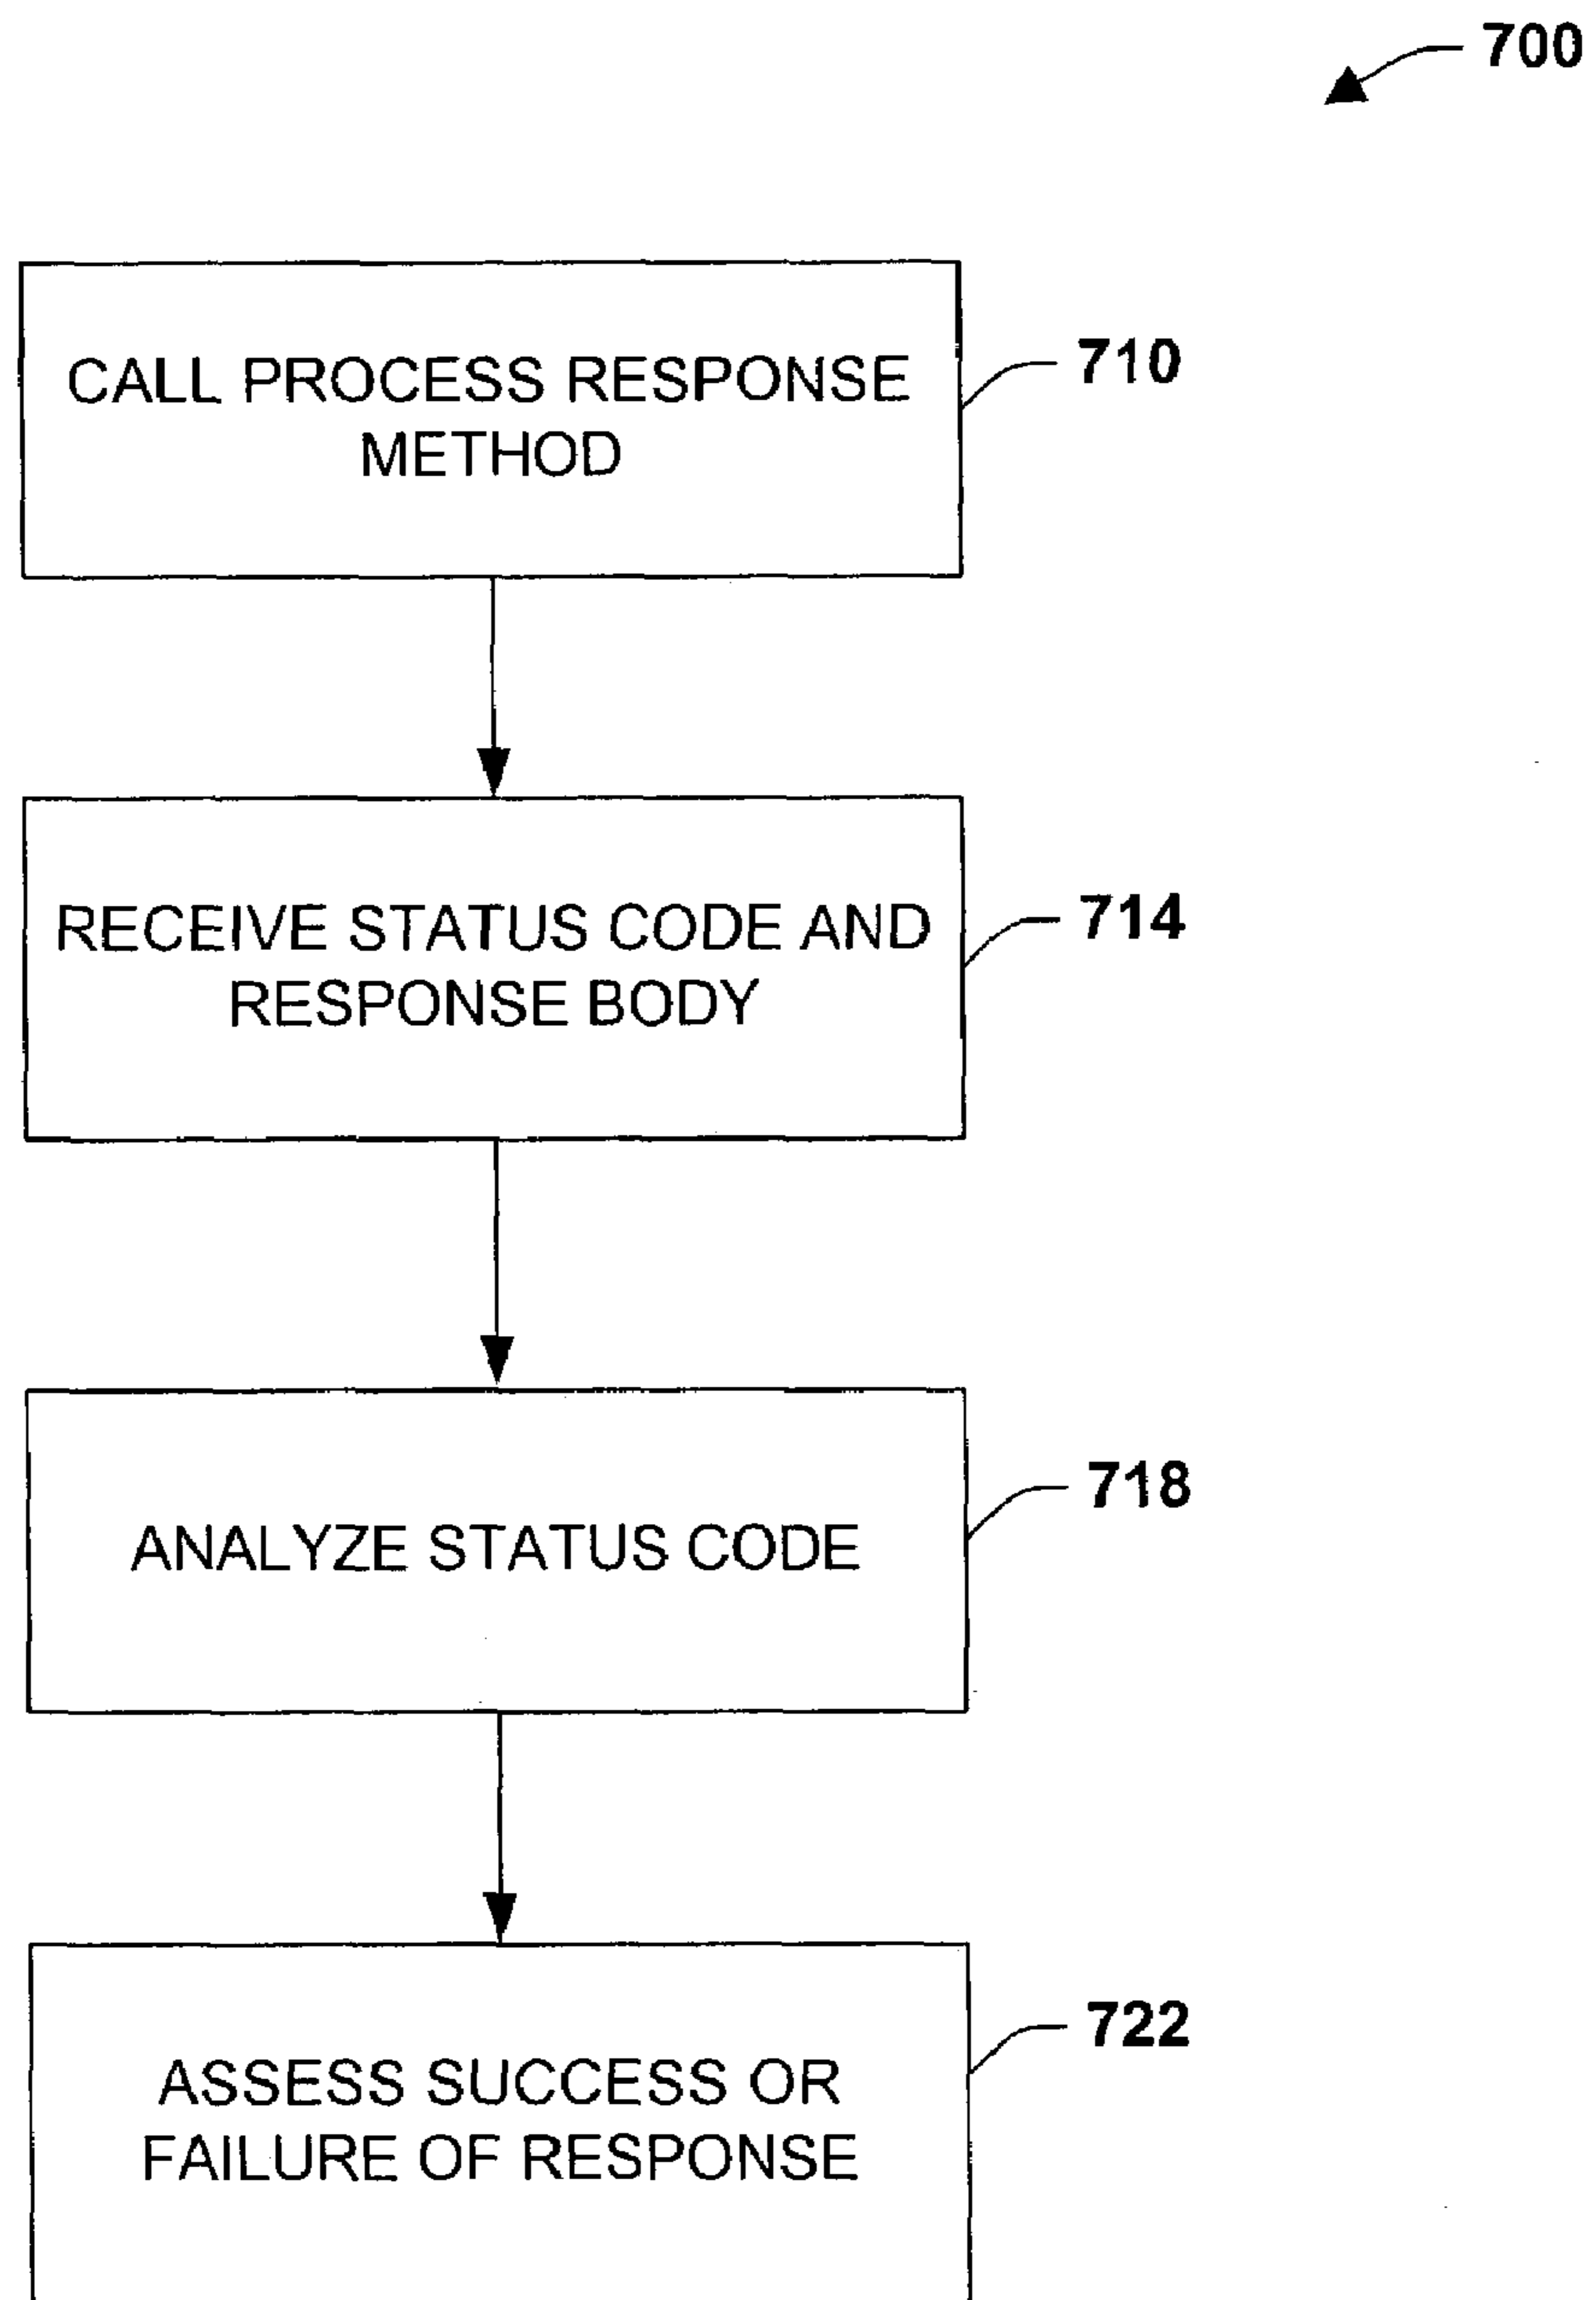 700
CALL PROCESS RESPONSE
METHOD
710
RECEIVE STATUS CODE AND
RESPONSE BODY
714
ANALYZE STATUS CODE
718
ASSESS SUCCESS OR
FAILURE OF RESPONSE
722